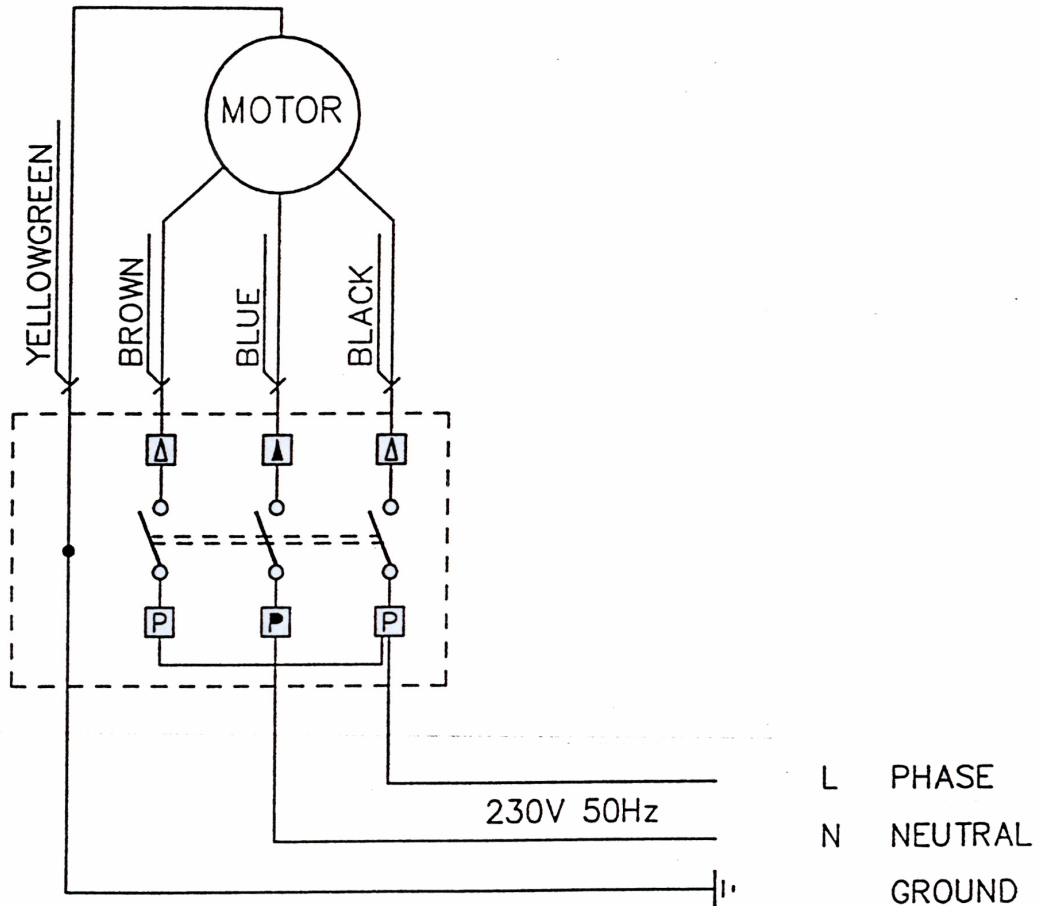 MOTOR
YELLOWGREEN
BROWN
BLUE
BLACK
P
P
P
L PHASE
230V 50Hz
N NEUTRAL
GROUND